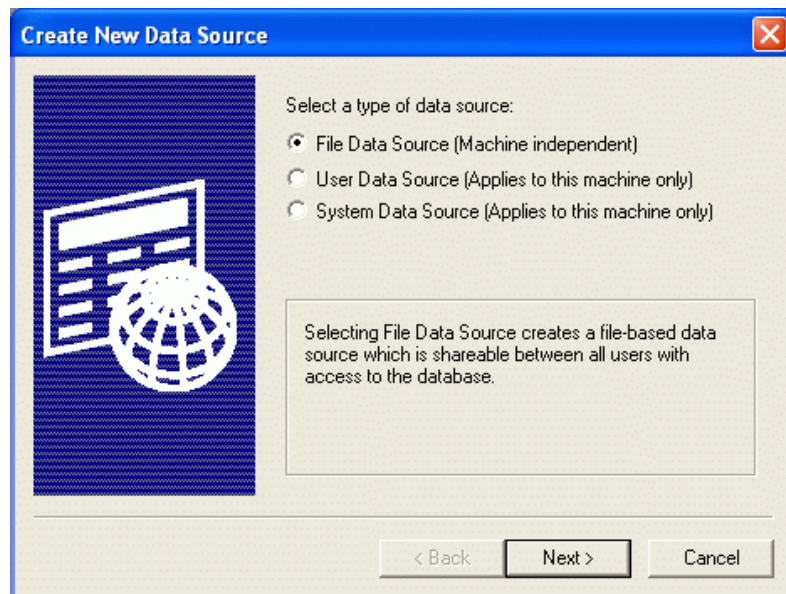 Create New Data Source
Select a type of data source:
File Data Source (Machine independent)
User Data Source (Applies to this machine only)
System Data Source (Applies to this machine only)
Selecting File Data Source creates a file-based data
source which is shareable between all users with
access to the database.
< Back
Next >
Cancel